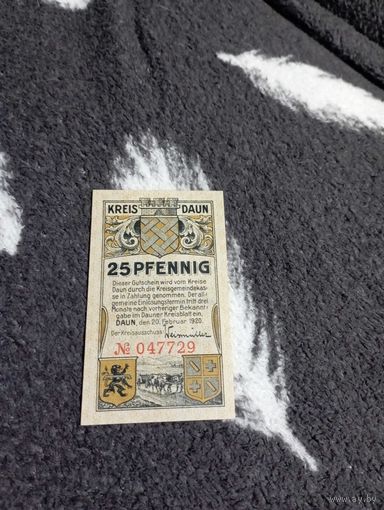 KREIS DAUN
25 PFENNIG
Dieser Gutschein wird vom Kreise
Daun durch die Kreisgemeindekas-
se in Zahlung genommen. Der all-
gemeine Einlösungstermin tritt drei
Monate nach vorheriger Bekannt-
gabe im Dauner Kreisblatt ein.
DAUN, den 20. Februar 1920.
Der Kreisausschuss:
№ 047729
www.ay.by